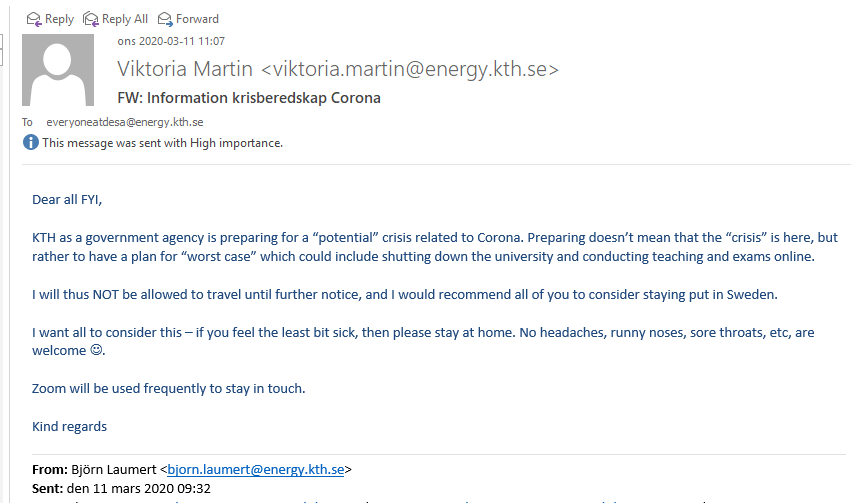 Reply Reply All Forward
ons 2020-03-11 11:07
Viktoria Martin <viktoria.martin@energy.kth.se>
FW: Information krisberedskap Corona
To everyoneatdesa@energy.kth.se
This message was sent with High importance.
Dear all FYI,
KTH as a government agency is preparing for a “potential” crisis related to Corona. Preparing doesn’t mean that the “crisis” is here, but
rather to have a plan for “worst case” which could include shutting down the university and conducting teaching and exams online.
I will thus NOT be allowed to travel until further notice, and I would recommend all of you to consider staying put in Sweden.
I want all to consider this – if you feel the least bit sick, then please stay at home. No headaches, runny noses, sore throats, etc, are
welcome ☺.
Zoom will be used frequently to stay in touch.
Kind regards
From: Björn Laumert <bjorn.laumert@energy.kth.se>
Sent: den 11 mars 2020 09:32